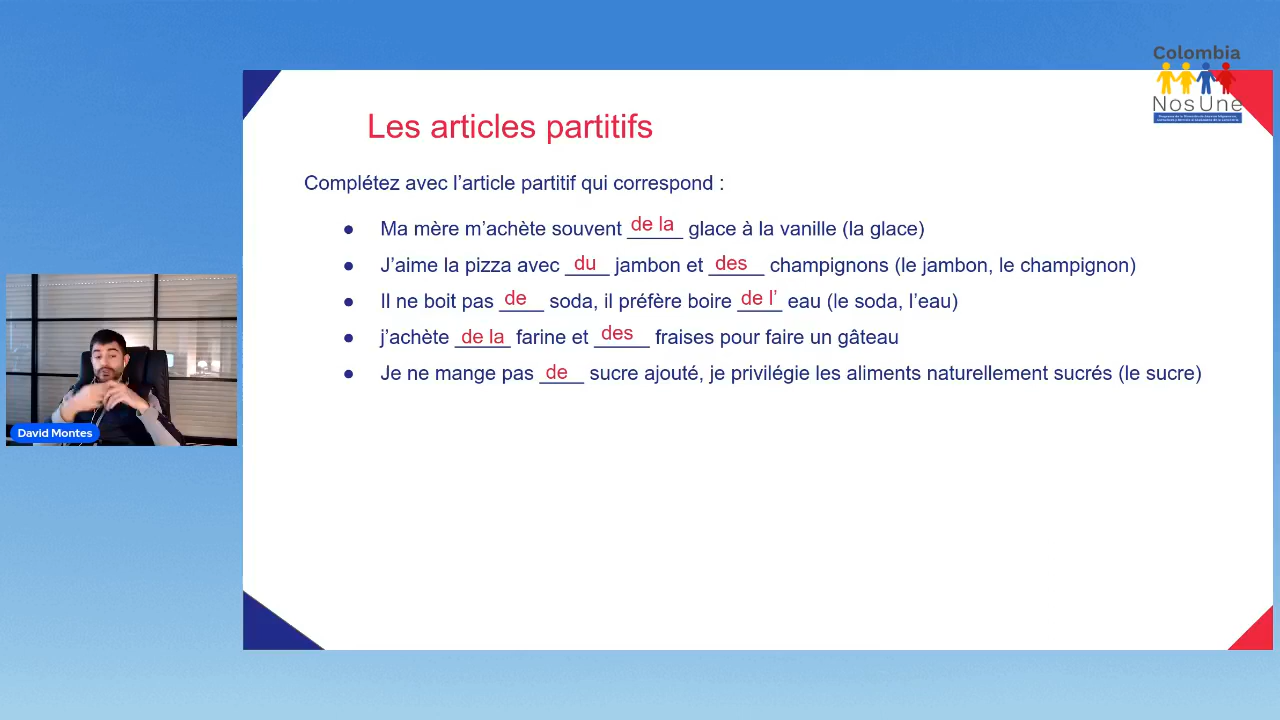 Colombia
NosUne
Les articles partitifs
Complétez avec l’article partitif qui correspond :
● Ma mère m’achète souvent de la glace à la vanille (la glace)
● J’aime la pizza avec du jambon et des champignons (le jambon, le champignon)
● Il ne boit pas de soda, il préfère boire de l’ eau (le soda, l’eau)
● j’achète de la farine et des fraises pour faire un gâteau
● Je ne mange pas de sucre ajouté, je privilégie les aliments naturellement sucrés (le sucre)
David Montes